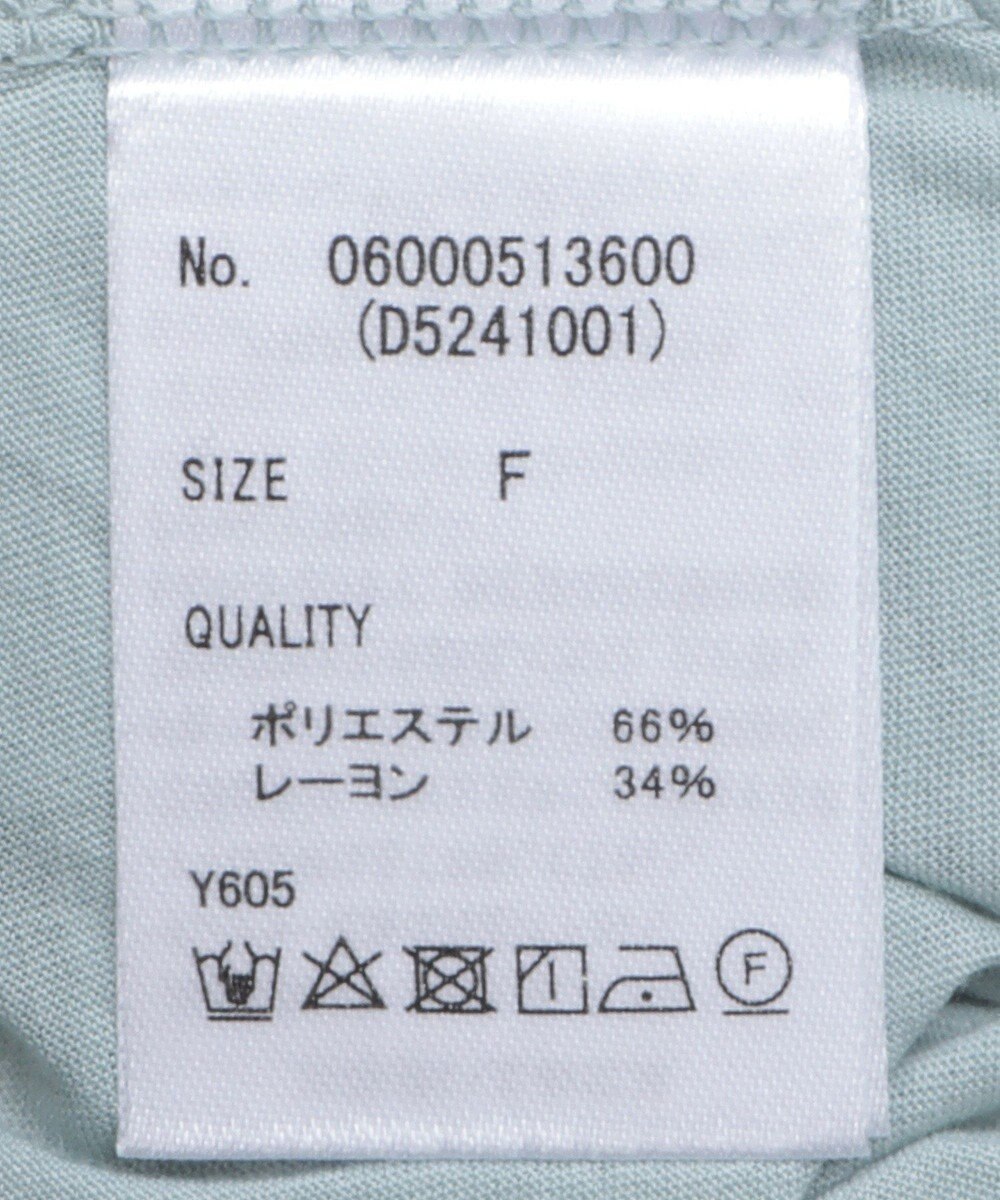 No. 06000513600
(D5241001)
SIZE F
QUALITY
ポリエステル 66%
レーヨン 34%
Y605
F